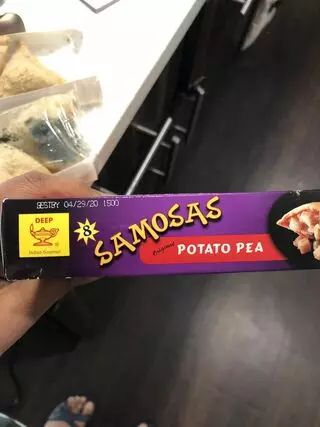 BESTBY 04/29/20 1500
DEEP
Indian Gourmet
8
SAMOSAS
Original
POTATO PEA